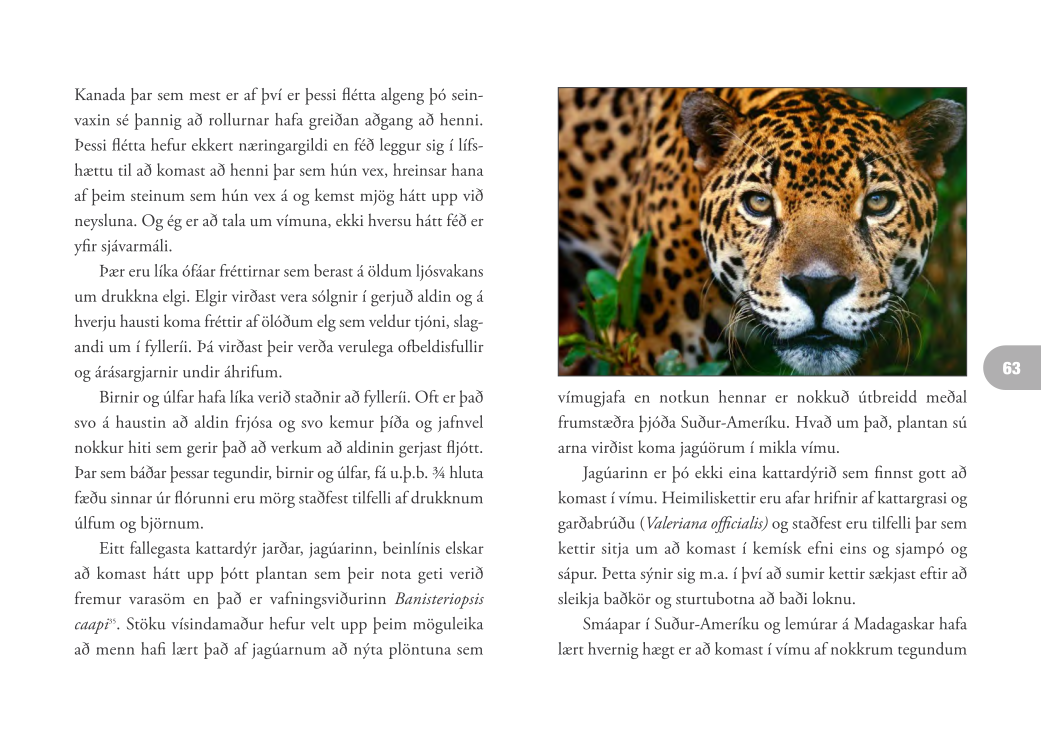 Kanada þar sem mest er af því er þessi flétta algeng þó sein-
vaxin sé þannig að rollurnar hafa greiðan aðgang að henni.
Þessi flétta hefur ekkert næringargildi en féð leggur sig í lífs-
hættu til að komast að henni þar sem hún vex, hreinsar hana
af þeim steinum sem hún vex á og kemst mjög hátt upp við
neysluna. Og ég er að tala um vímuna, ekki hversu hátt féð er
yfir sjávarmáli.
Þær eru líka ófáar fréttirnar sem berast á öldum ljósvakans
um drukkna elgi. Elgir virðast vera sólgnir í gerjuð aldin og á
hverju hausti koma fréttir af ölóðum elg sem veldur tjóni, slag-
andi um í fylleríi. Þá virðast þeir verða verulega ofbeldisfullir
og árásargjarnir undir áhrifum.
Birnir og úlfar hafa líka verið staðnir að fylleríi. Oft er það
svo á haustin að aldin frjósa og svo kemur þíða og jafnvel
nokkur hiti sem gerir það að verkum að aldinin gerjast fljótt.
Þar sem báðar þessar tegundir, birnir og úlfar, fá u.þ.b. ¾ hluta
fæðu sinnar úr flórunni eru mörg staðfest tilfelli af drukknum
úlfum og björnum.
Eitt fallegasta kattardýr jarðar, jagúarinn, beinlínis elskar
að komast hátt upp þótt plantan sem þeir nota geti verið
fremur varasöm en það er vafningsviðurinn Banisteriopsis
caapi³⁵. Stöku vísindamaður hefur velt upp þeim möguleika
að menn hafi lært það af jagúarnum að nýta plöntuna sem
vímugjafa en notkun hennar er nokkuð útbreidd meðal
frumstæðra þjóða Suður-Ameríku. Hvað um það, plantan sú
arna virðist koma jagúörum í mikla vímu.
Jagúarinn er þó ekki eina kattardýrið sem finnst gott að
komast í vímu. Heimiliskettir eru afar hrifnir af kattargrasi og
garðabrúðu (Valeriana officialis) og staðfest eru tilfelli þar sem
kettir sitja um að komast í kemísk efni eins og sjampó og
sápur. Þetta sýnir sig m.a. í því að sumir kettir sækjast eftir að
sleikja baðkör og sturtubotna að baði loknu.
Smáapar í Suður-Ameríku og lemúrar á Madagaskar hafa
lært hvernig hægt er að komast í vímu af nokkrum tegundum
63